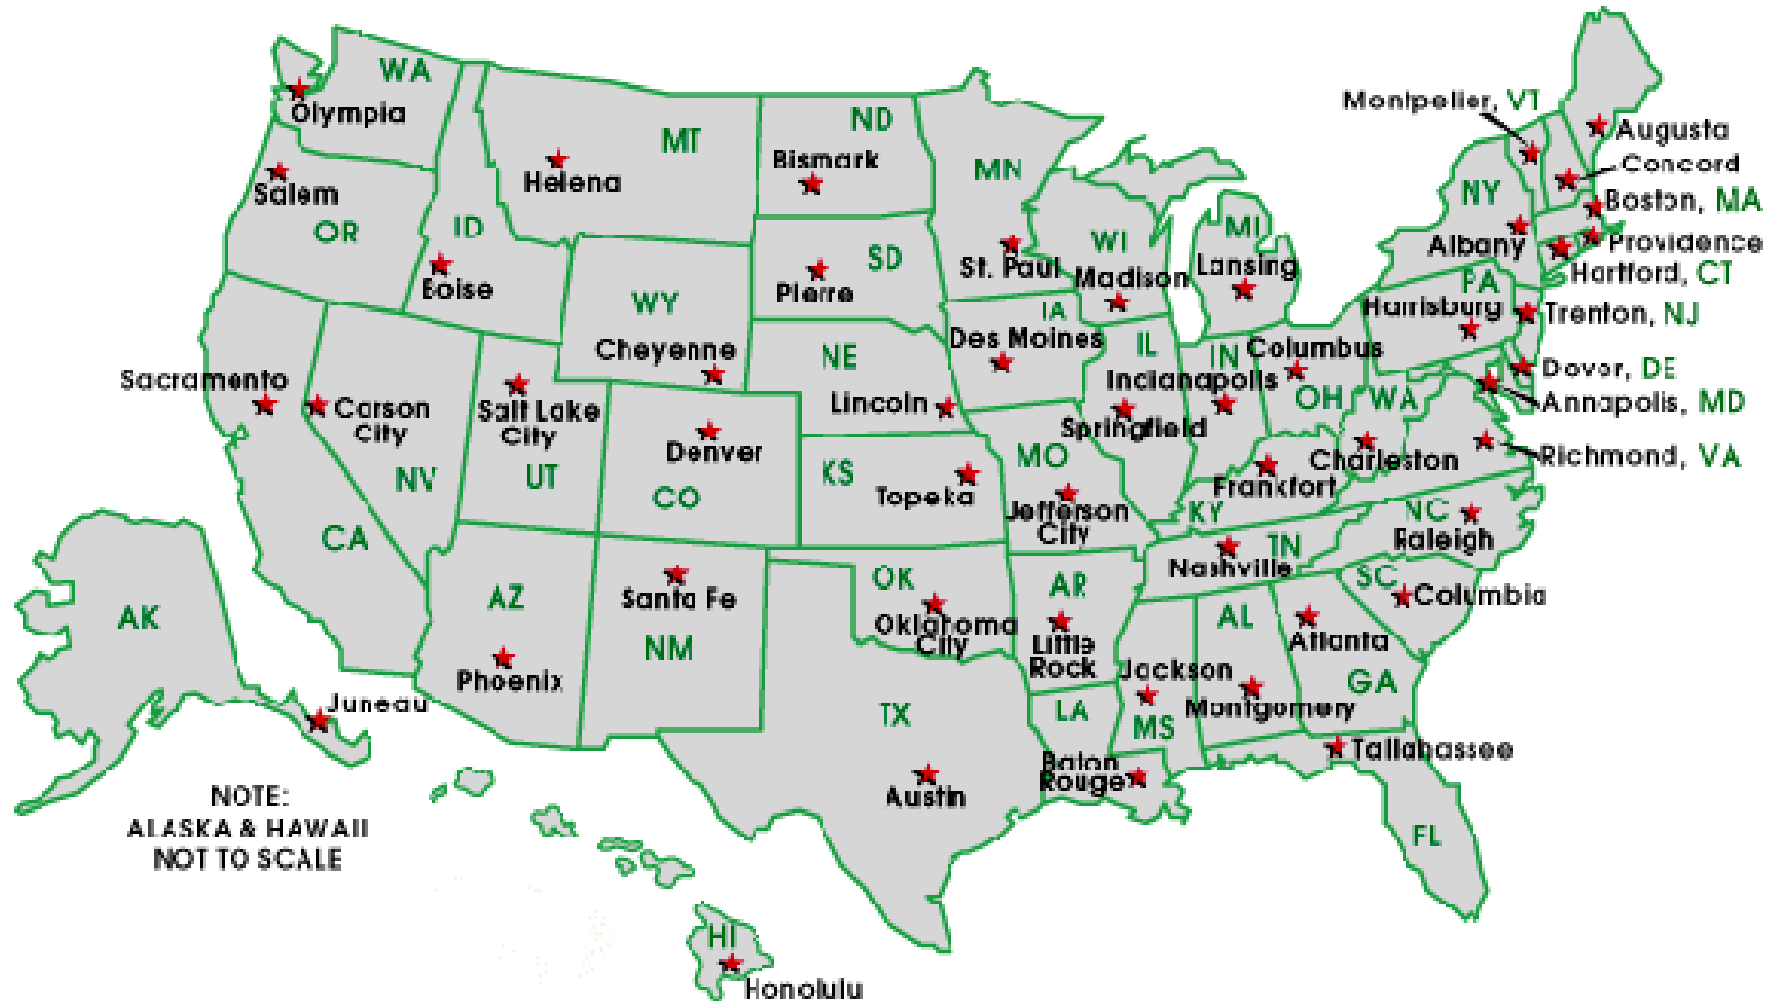 WA
Olympia
Salem
OR
MT
Helena
ID
Boise
ND
Bismark
MN
St. Paul
SD
Pierre
WY
Cheyenne
WI
Madison
MI
Lansing
Montpelier, VT
Augusta
Concord
NY
Albany
Boston, MA
Providence
Hartford, CT
PA
Harrisburg
Trenton, NJ
Dover, DE
Annapolis, MD
Richmond, VA
IA
Des Moines
NE
Lincoln
IL
Springfield
IN
Indianapolis
Columbus
OH
WA
Charleston
Sacramento
Carson
City
NV
CA
Salt Lake
City
UT
Denver
CO
KS
Topeka
MO
Jefferson
City
Frankfort
KY
NC
Raleigh
TN
Nashville
SC
Columbia
AZ
Phoenix
Santa Fe
NM
OK
Oklahoma
City
AR
Little
Rock
AL
Montgomery
Atlanta
GA
Jackson
MS
TX
Austin
LA
Baton
Rouge
Tallahassee
FL
AK
Juneau
NOTE:
ALASKA & HAWAII
NOT TO SCALE
HI
Honolulu